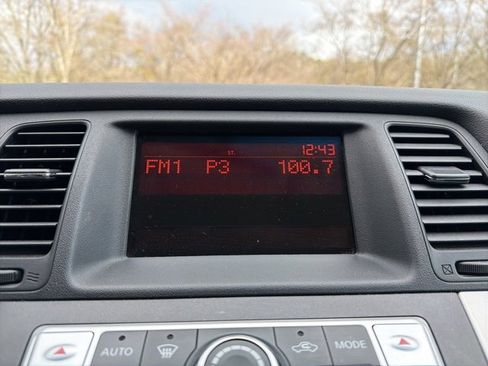 ST. 12:43
FM1 P3 100.7
AUTO MODE